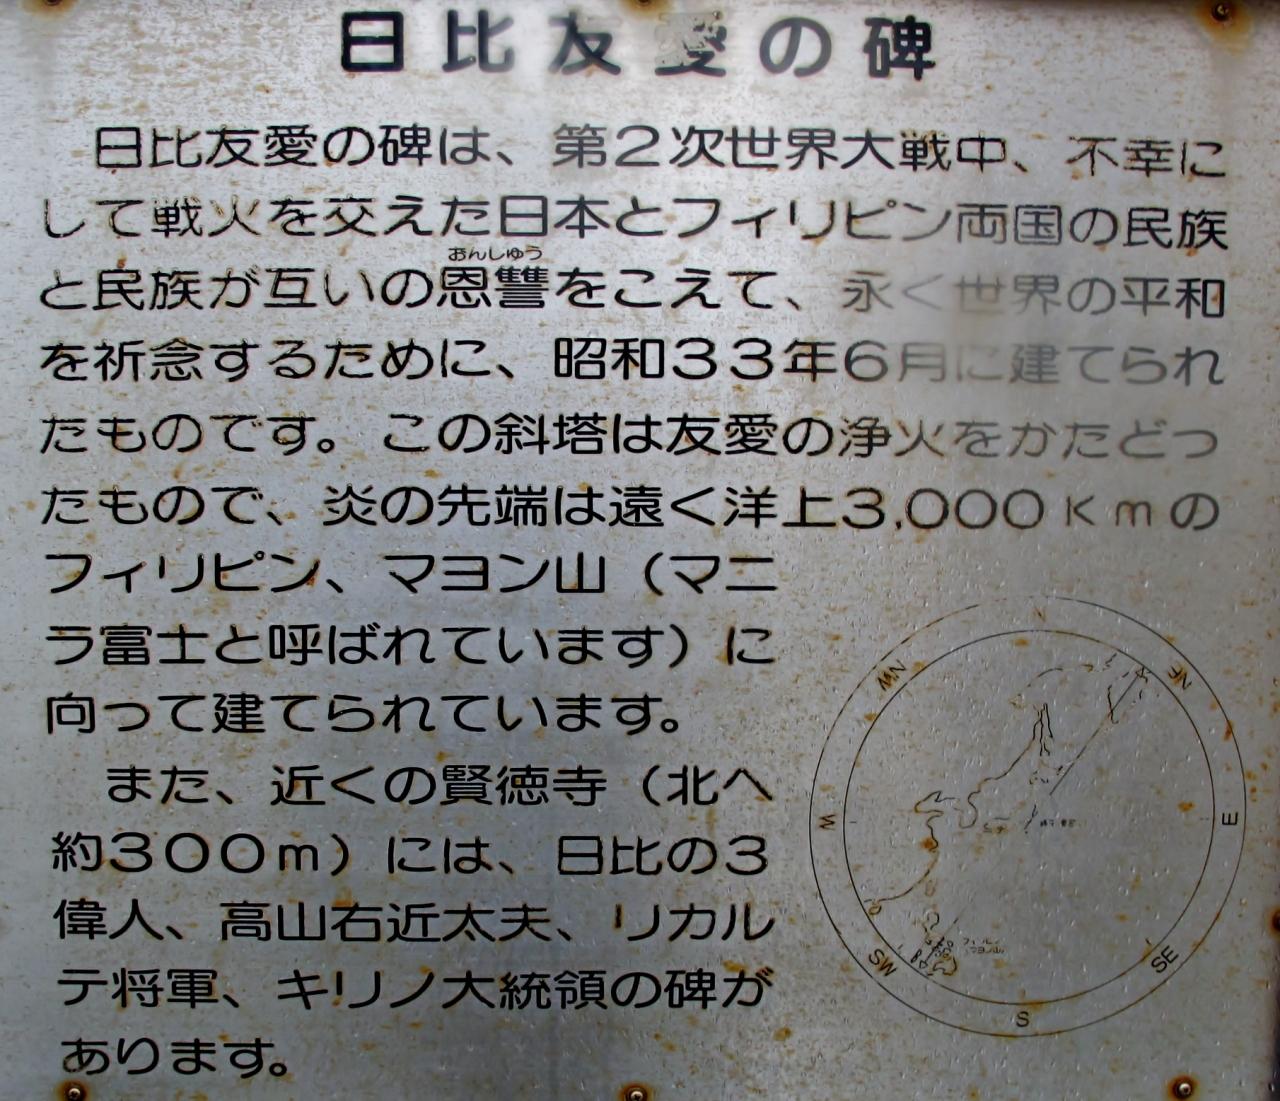 日比友愛の碑
日比友愛の碑は、第2次世界大戦中、不幸に
して戦火を交えた日本とフィリピン両国の民族
おんしゅう
と民族が互いの恩讐をこえて、永く世界の平和
を祈念するために、昭和33年6月に建てられ
たものです。この斜塔は友愛の浄火をかたどっ
たもので、炎の先端は遠く洋上3,000Kmの
フィリピン、マヨン山（マニ
ラ富士と呼ばれています）に
向って建てられています。
また、近くの賢徳寺（北へ
約300m）には、日比の3
偉人、高山右近太夫、リカル
テ将軍、キリノ大統領の碑が
あります。
N
NW
NE
W
E
SW
SE
S